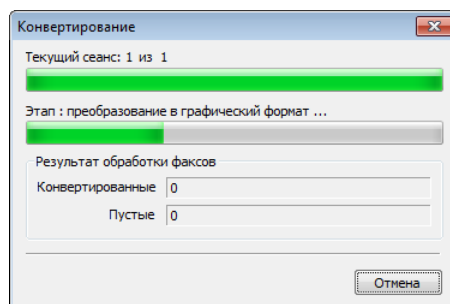 Конвертирование
Текущий сеанс: 1 из 1
Этап : преобразование в графический формат ...
Результат обработки факсов
Конвертированные 0
Пустые 0
Отмена